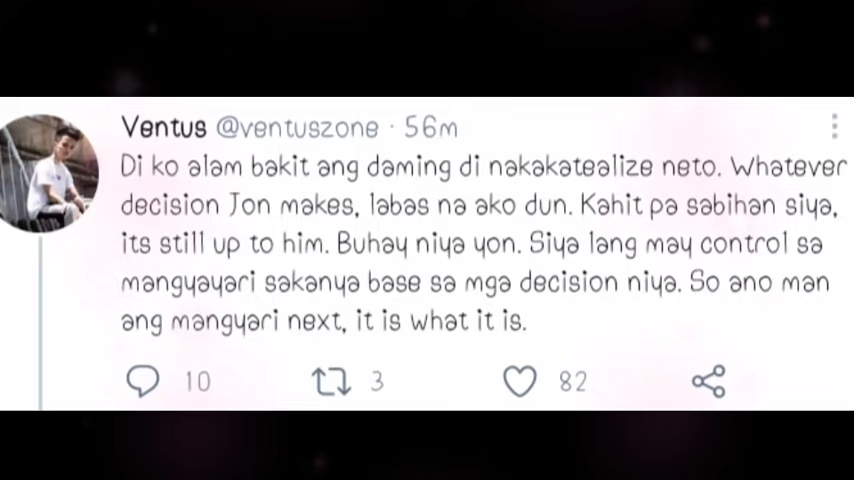 Ventus @ventuszone · 56m
Di ko alam bakit ang daming di nakakatealize neto. Whatever
decision Jon makes, labas na ako dun. Kahit pa sabihan siya,
its still up to him. Buhay niya yon. Siya lang may control sa
mangyayari sakanya base sa mga decision niya. So ano man
ang mangyari next, it is what it is.
10 3 82